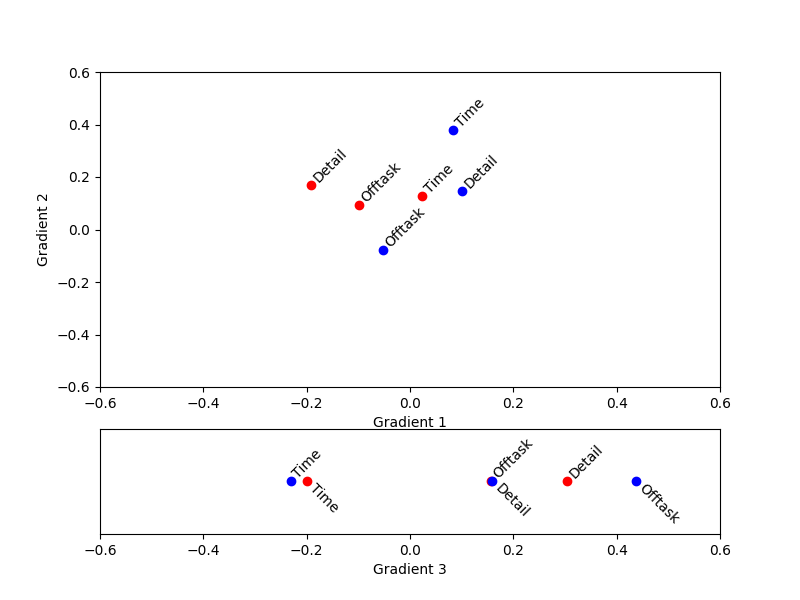 0.6
Time
0.4
Detail
Offtask
Time
Detail
0.2
Offtask
0.0
−0.2
−0.4
−0.6
Gradient 2
−0.6 −0.4 −0.2 0.0 0.2 0.4 0.6
Gradient 1
Time
Time
Offtask
Detail
Detail
Offtask
−0.6 −0.4 −0.2 0.0 0.2 0.4 0.6
Gradient 3